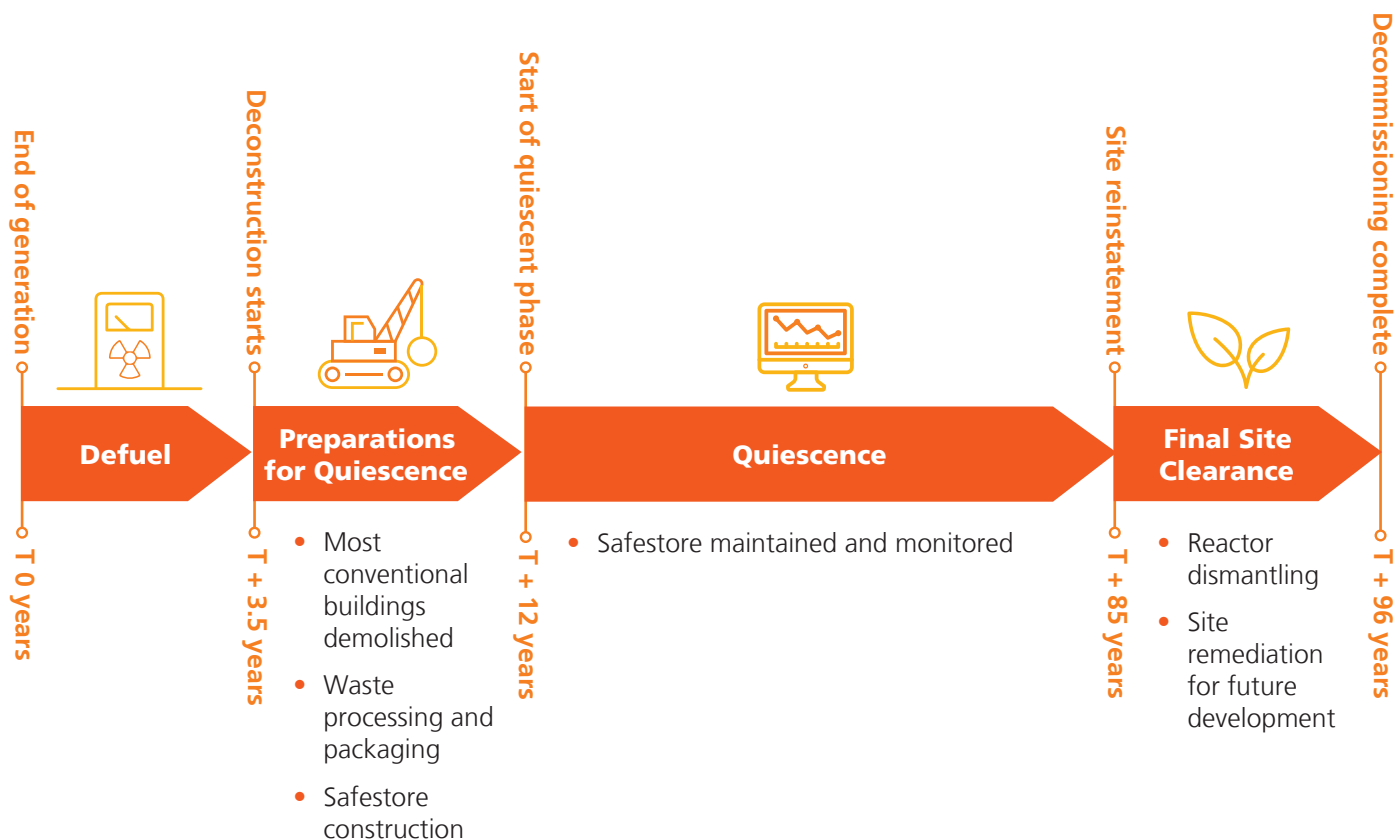 End of generation
Deconstruction starts
Start of quiescent phase
Site reinstatement
Decommissioning complete
Defuel
Preparations
for Quiescence
Quiescence
Final Site
Clearance
T 0 years
T + 3.5 years
• Most
conventional
buildings
demolished
• Waste
processing and
packaging
• Safestore
construction
T + 12 years
• Safestore maintained and monitored
T + 85 years
• Reactor
dismantling
• Site
remediation
for future
development
T + 96 years